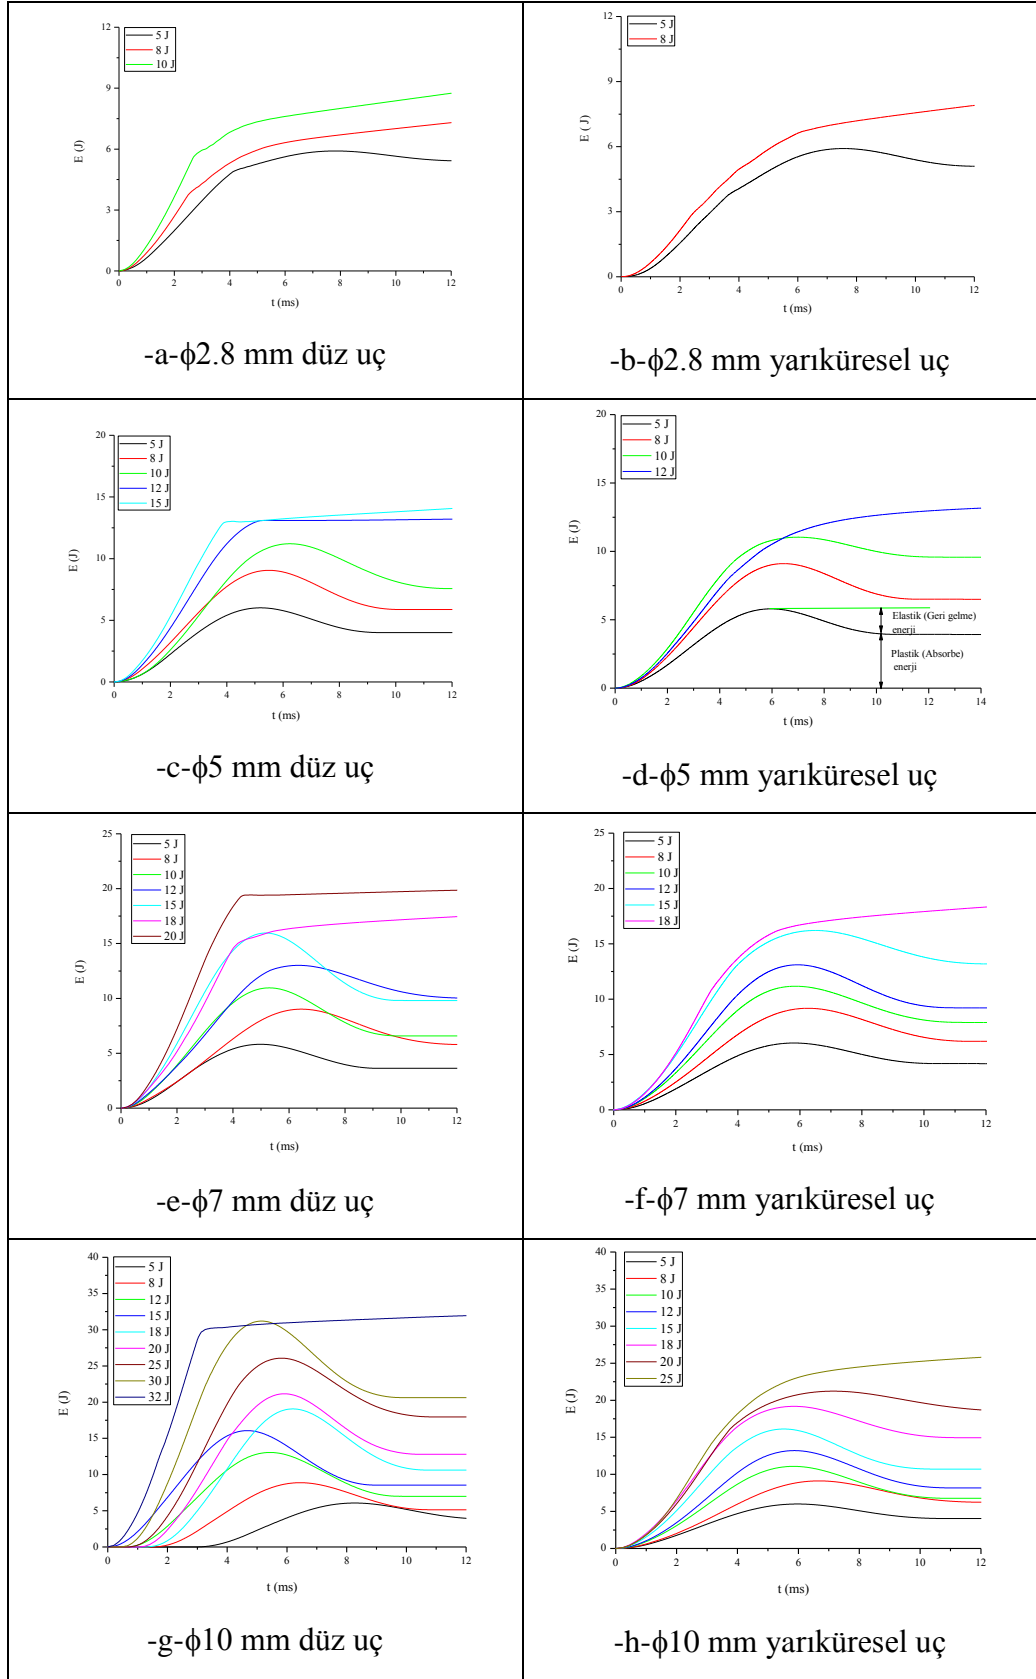 12
9
6
3
0
E (J)
5 J
8 J
10 J
0 2 4 6 8 10 12
t (ms)
-a-ϕ2.8 mm düz uç
12
9
6
3
0
E ( J)
5 J
8 J
0 2 4 6 8 10 12
t (ms)
-b-ϕ2.8 mm yarıküresel uç
20
15
10
5
0
E (J)
5 J
8 J
10 J
12 J
15 J
0 2 4 6 8 10 12
t (ms)
-c-ϕ5 mm düz uç
20
15
10
5
0
E (J)
5 J
8 J
10 J
12 J
Elastik (Geri gelme)
enerji
Plastik (Absorbe)
enerji
0 2 4 6 8 10 12 14
t (ms)
-d-ϕ5 mm yarıküresel uç
25
20
15
10
5
0
E (J)
5 J
8 J
10 J
12 J
15 J
18 J
20 J
0 2 4 6 8 10 12
t (ms)
-e-ϕ7 mm düz uç
25
20
15
10
5
0
E (J)
5 J
8 J
10 J
12 J
15 J
18 J
0 2 4 6 8 10 12
t (ms)
-f-ϕ7 mm yarıküresel uç
40
35
30
25
20
15
10
5
0
E (J)
5 J
8 J
12 J
15 J
18 J
20 J
25 J
30 J
32 J
0 2 4 6 8 10 12
t (ms)
-g-ϕ10 mm düz uç
40
35
30
25
20
15
10
5
0
E (J)
5 J
8 J
10 J
12 J
15 J
18 J
20 J
25 J
0 2 4 6 8 10 12
t (ms)
-h-ϕ10 mm yarıküresel uç